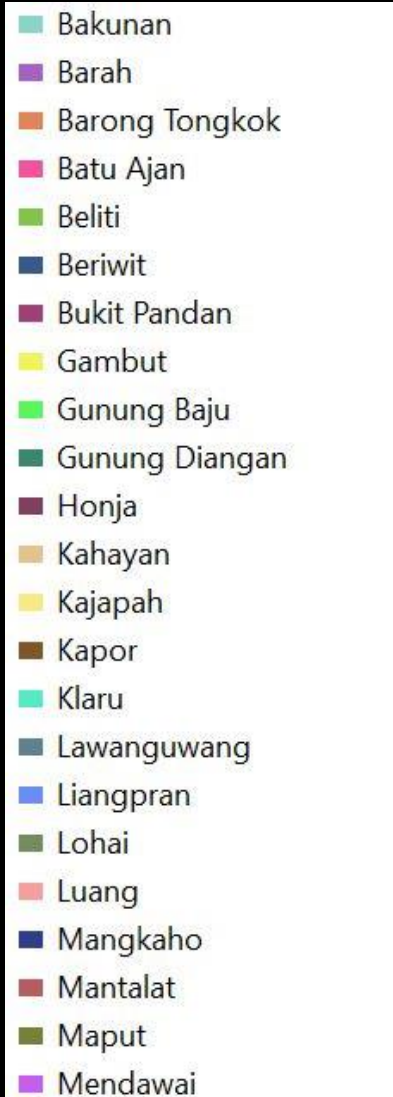 Bakunan
Barah
Barong Tongkok
Batu Ajan
Beliti
Beriwit
Bukit Pandan
Gambut
Gunung Baju
Gunung Diangan
Honja
Kahayan
Kajapah
Kapor
Klaru
Lawanguwang
Liangpran
Lohai
Luang
Mangkaho
Mantalat
Maput
Mendawai